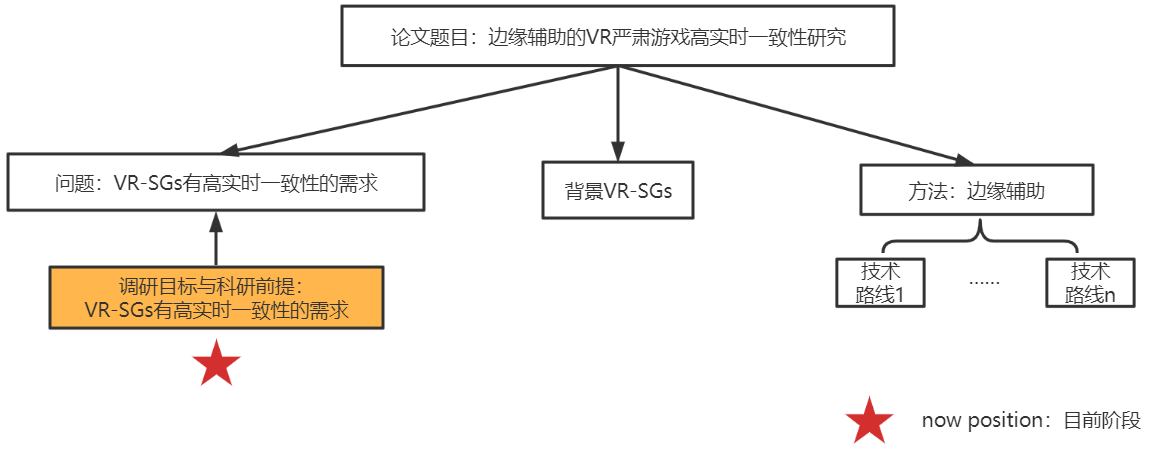 论文题目：边缘辅助的VR严肃游戏高实时一致性研究
问题：VR-SGs有高实时一致性的需求
背景VR-SGs
方法：边缘辅助
调研目标与科研前提：
VR-SGs有高实时一致性的需求
技术
路线1
......
技术
路线n
now position：目前阶段